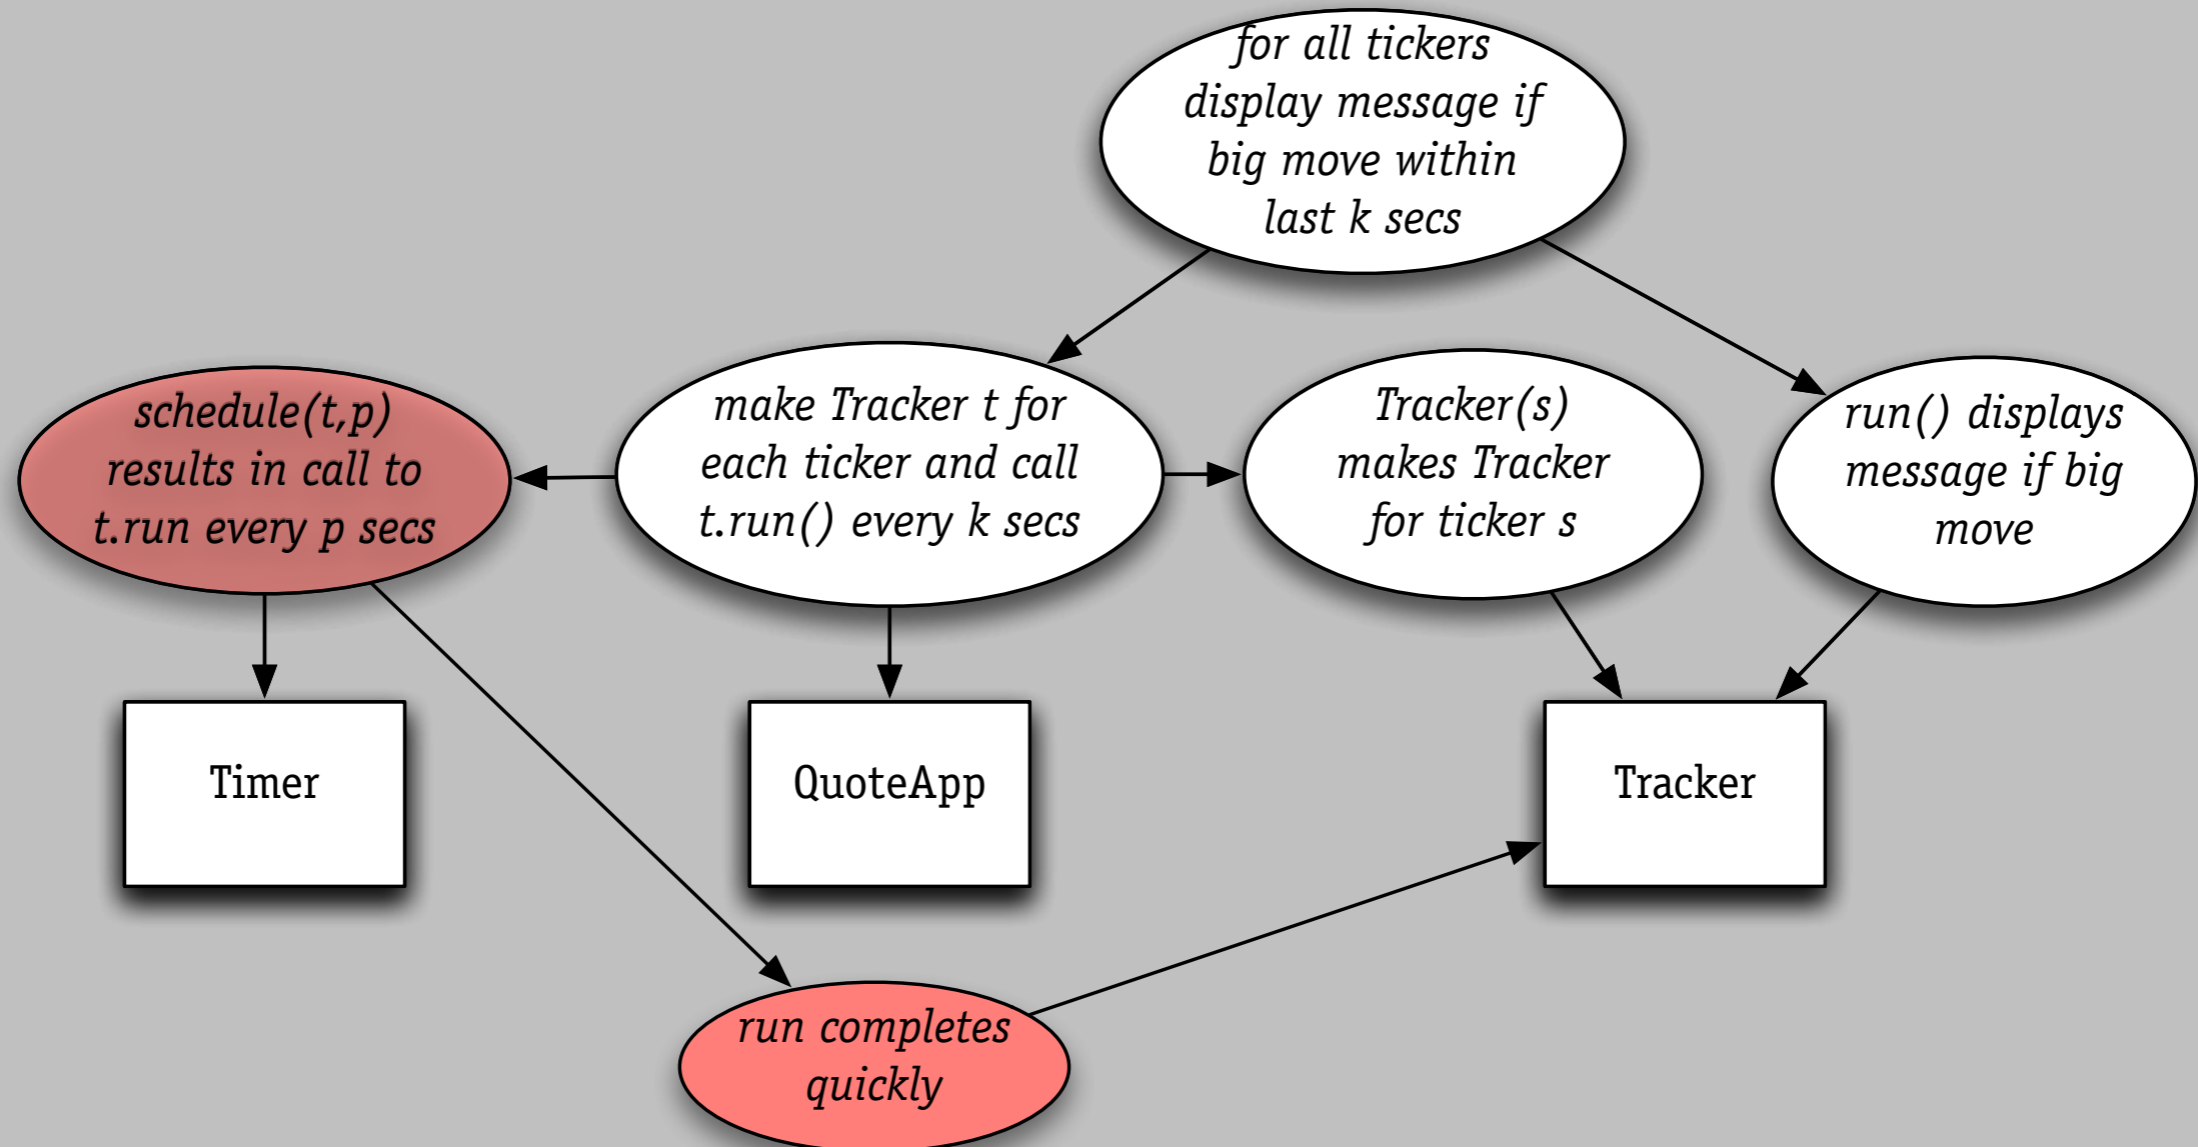 for all tickers
display message if
big move within
last k secs
schedule(t,p)
results in call to
t.run every p secs
make Tracker t for
each ticker and call
t.run() every k secs
Tracker(s)
makes Tracker
for ticker s
run() displays
message if big
move
Timer
QuoteApp
Tracker
run completes
quickly